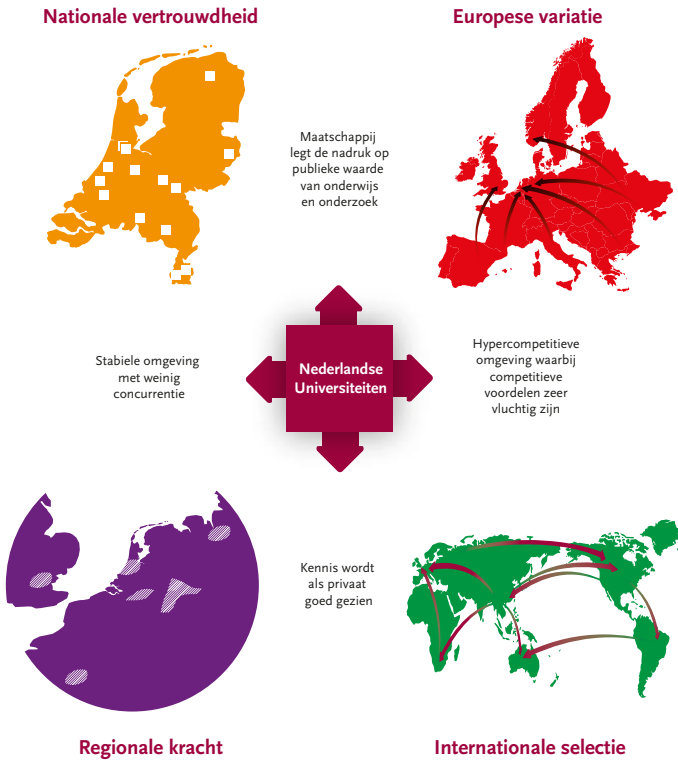 Nationale vertrouwdheid
Europese variatie
Maatschappij
legt de nadruk op
publieke waarde
van onderwijs
en onderzoek
Stabiele omgeving
met weinig
concurrentie
Nederlandse
Universiteiten
Hypercompetitieve
omgeving waarbij
competitieve
voordelen zeer
vluchtig zijn
Kennis wordt
als privaat
goed gezien
Regionale kracht
Internationale selectie